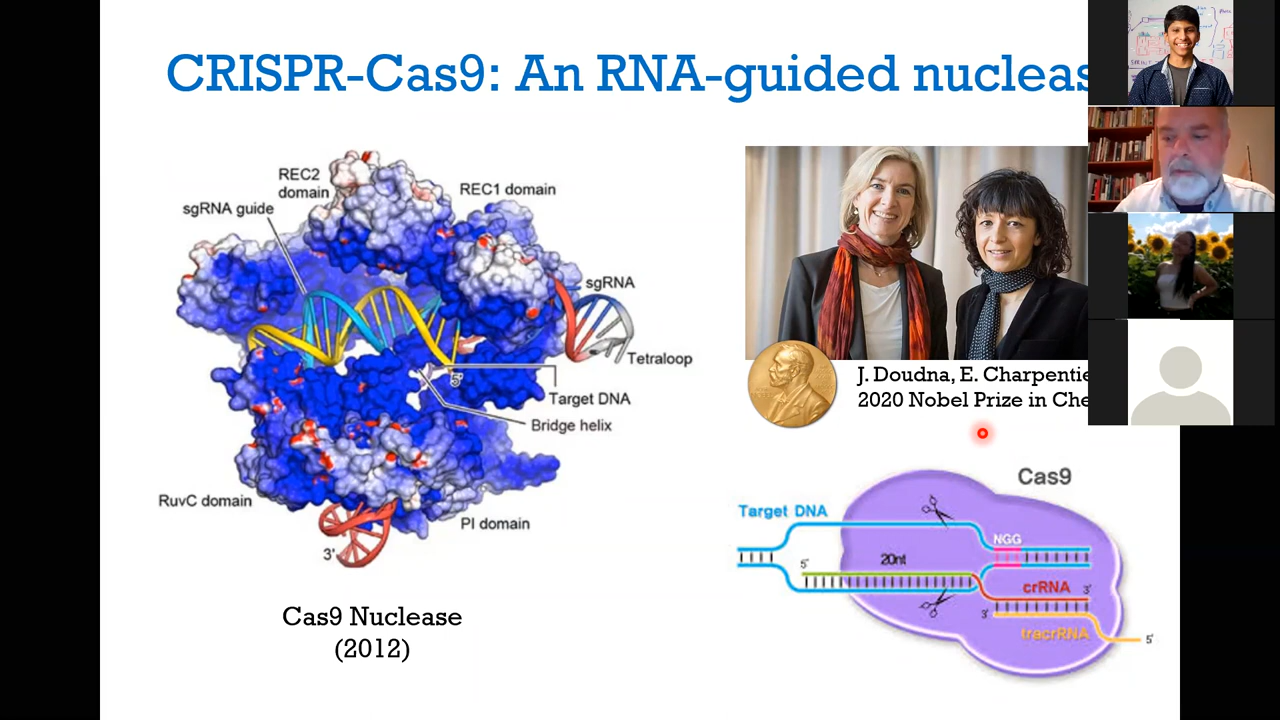 CRISPR-Cas9: An RNA-guided nucleas
REC2
domain
REC1 domain
sgRNA guide
sgRNA
Tetraloop
5'
Target DNA
Bridge helix
RuvC domain
PI domain
3'
Cas9 Nuclease
(2012)
J. Doudna, E. Charpentie
2020 Nobel Prize in Che
Cas9
Target DNA
NGG
5'
20nt
crRNA
3'
3'
tracrRNA
5'